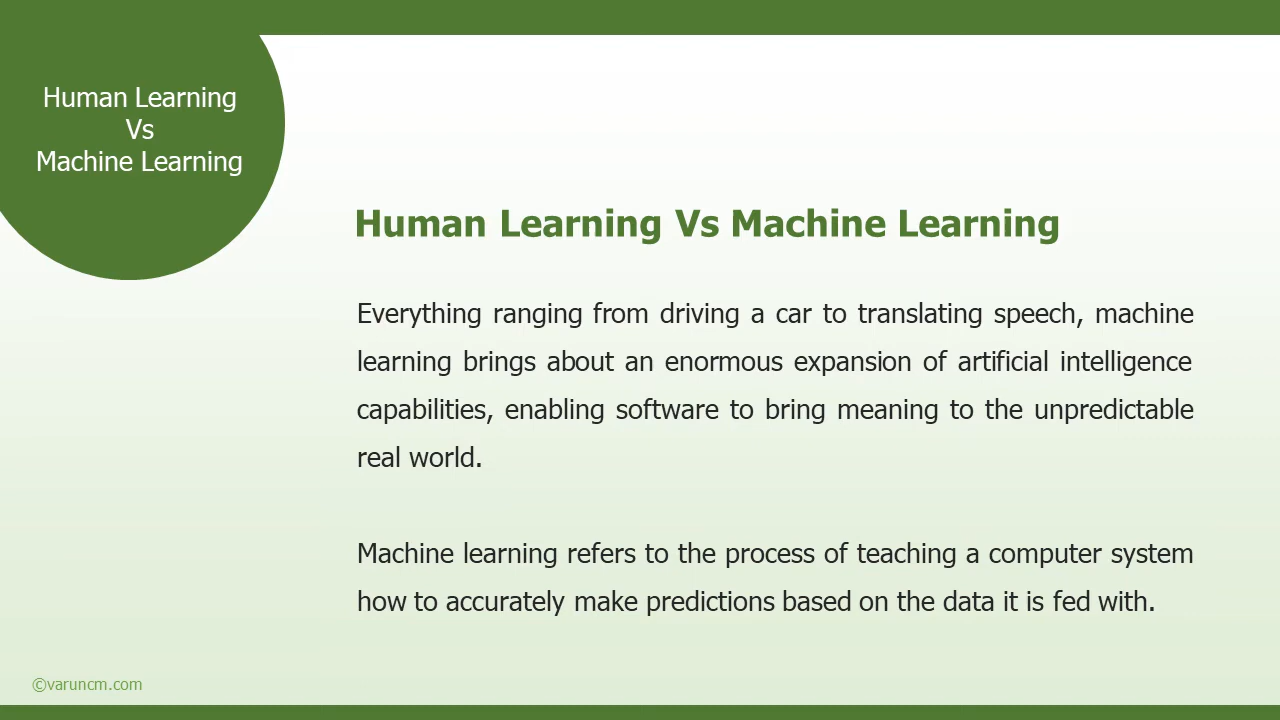 Human Learning
Vs
Machine Learning
Human Learning Vs Machine Learning
Everything ranging from driving a car to translating speech, machine
learning brings about an enormous expansion of artificial intelligence
capabilities, enabling software to bring meaning to the unpredictable
real world.
Machine learning refers to the process of teaching a computer system
how to accurately make predictions based on the data it is fed with.
©varuncm.com